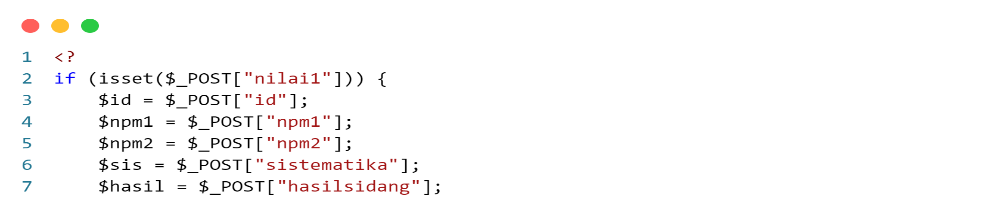 1 <?
2 if (isset($_POST["nilai1"])) {
3     $id = $_POST["id"];
4     $npm1 = $_POST["npm1"];
5     $npm2 = $_POST["npm2"];
6     $sis = $_POST["sistematika"];
7     $hasil = $_POST["hasilsidang"];